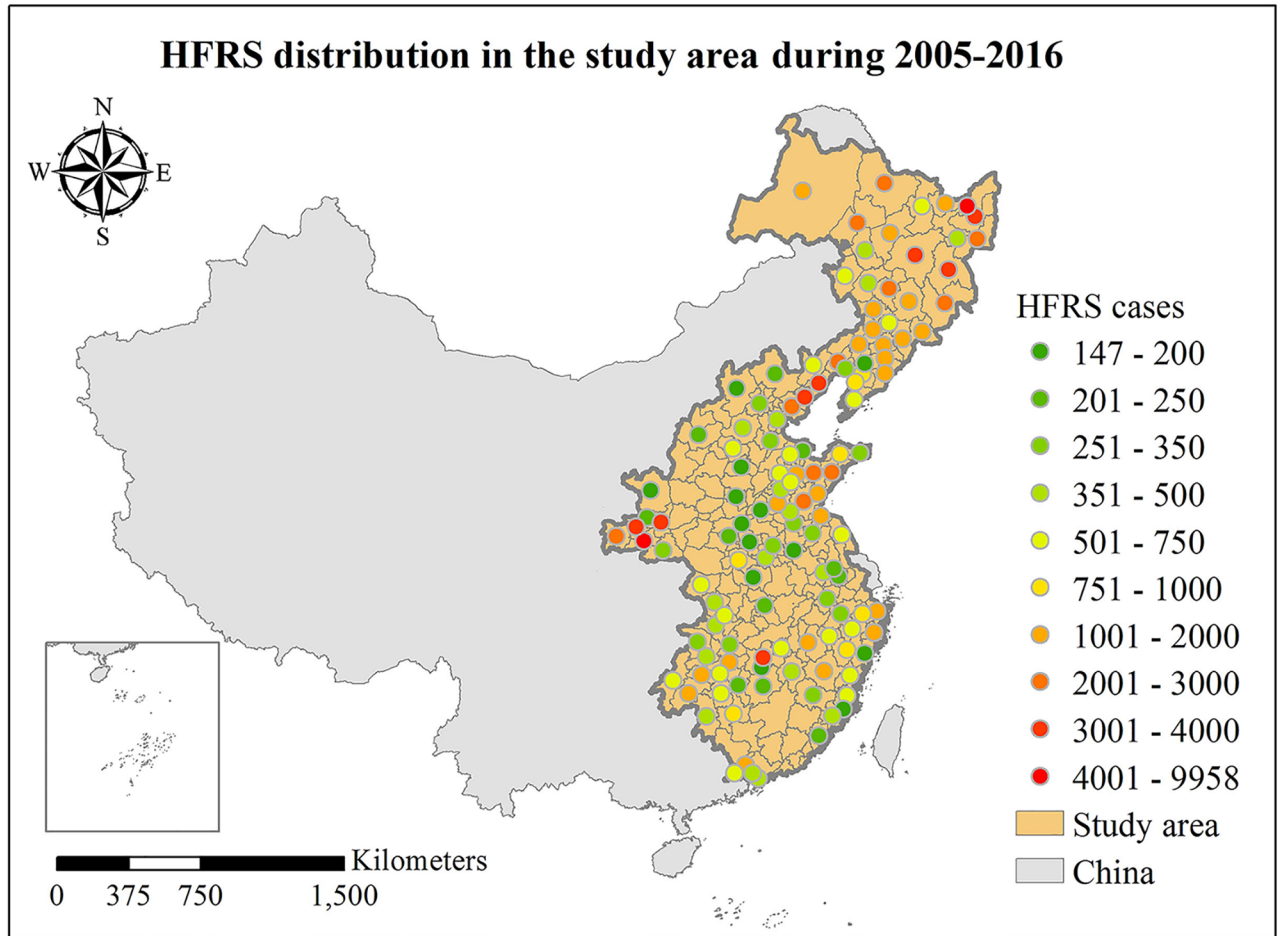 HFRS distribution in the study area during 2005-2016
N
W E
S
HFRS cases
147 - 200
201 - 250
251 - 350
351 - 500
501 - 750
751 - 1000
1001 - 2000
2001 - 3000
3001 - 4000
4001 - 9958
Study area
China
Kilometers
0 375 750 1,500